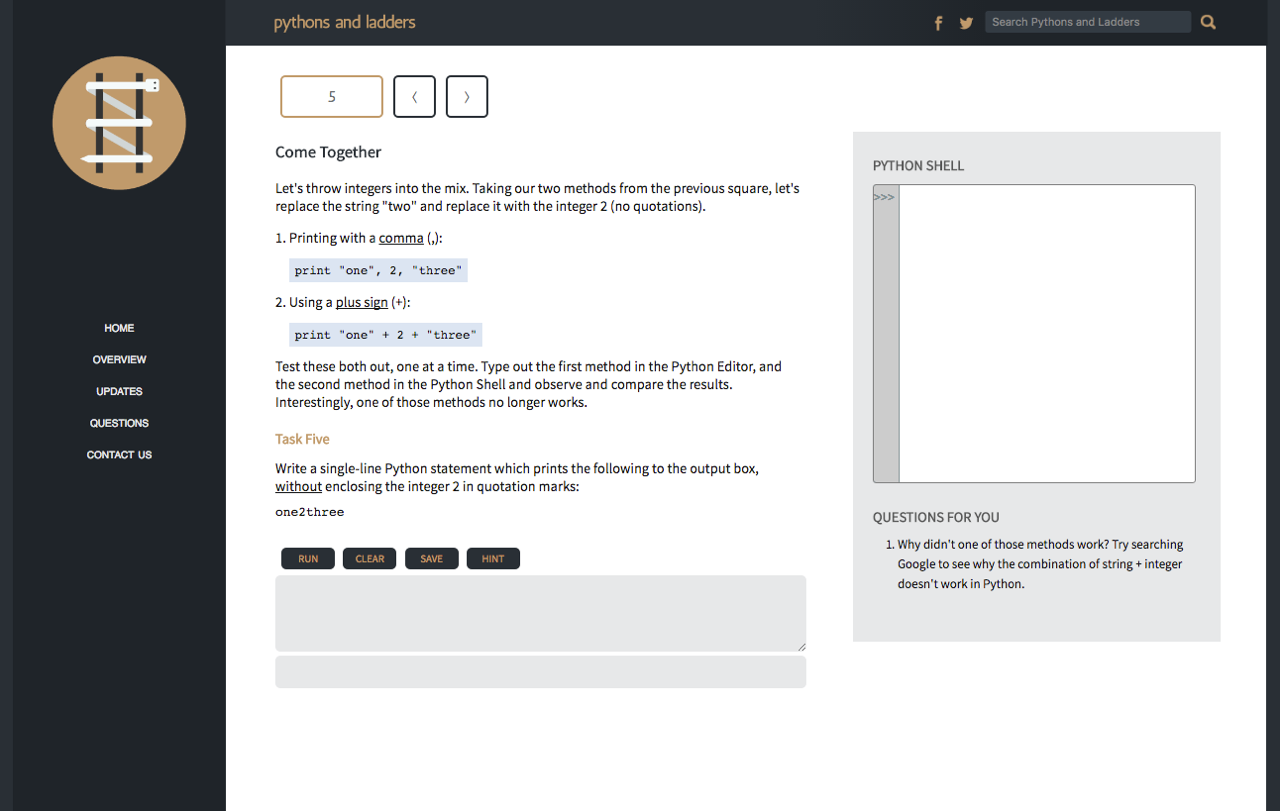 pythons and ladders
Search Pythons and Ladders
HOME
OVERVIEW
UPDATES
QUESTIONS
CONTACT US
5
Come Together
Let's throw integers into the mix. Taking our two methods from the previous square, let's
replace the string "two" and replace it with the integer 2 (no quotations).
1. Printing with a comma (,):
print "one", 2, "three"
2. Using a plus sign (+):
print "one" + 2 + "three"
Test these both out, one at a time. Type out the first method in the Python Editor, and
the second method in the Python Shell and observe and compare the results.
Interestingly, one of those methods no longer works.
Task Five
Write a single-line Python statement which prints the following to the output box,
without enclosing the integer 2 in quotation marks:
one2three
RUN CLEAR SAVE HINT
PYTHON SHELL
>>>
QUESTIONS FOR YOU
1. Why didn't one of those methods work? Try searching
Google to see why the combination of string + integer
doesn't work in Python.